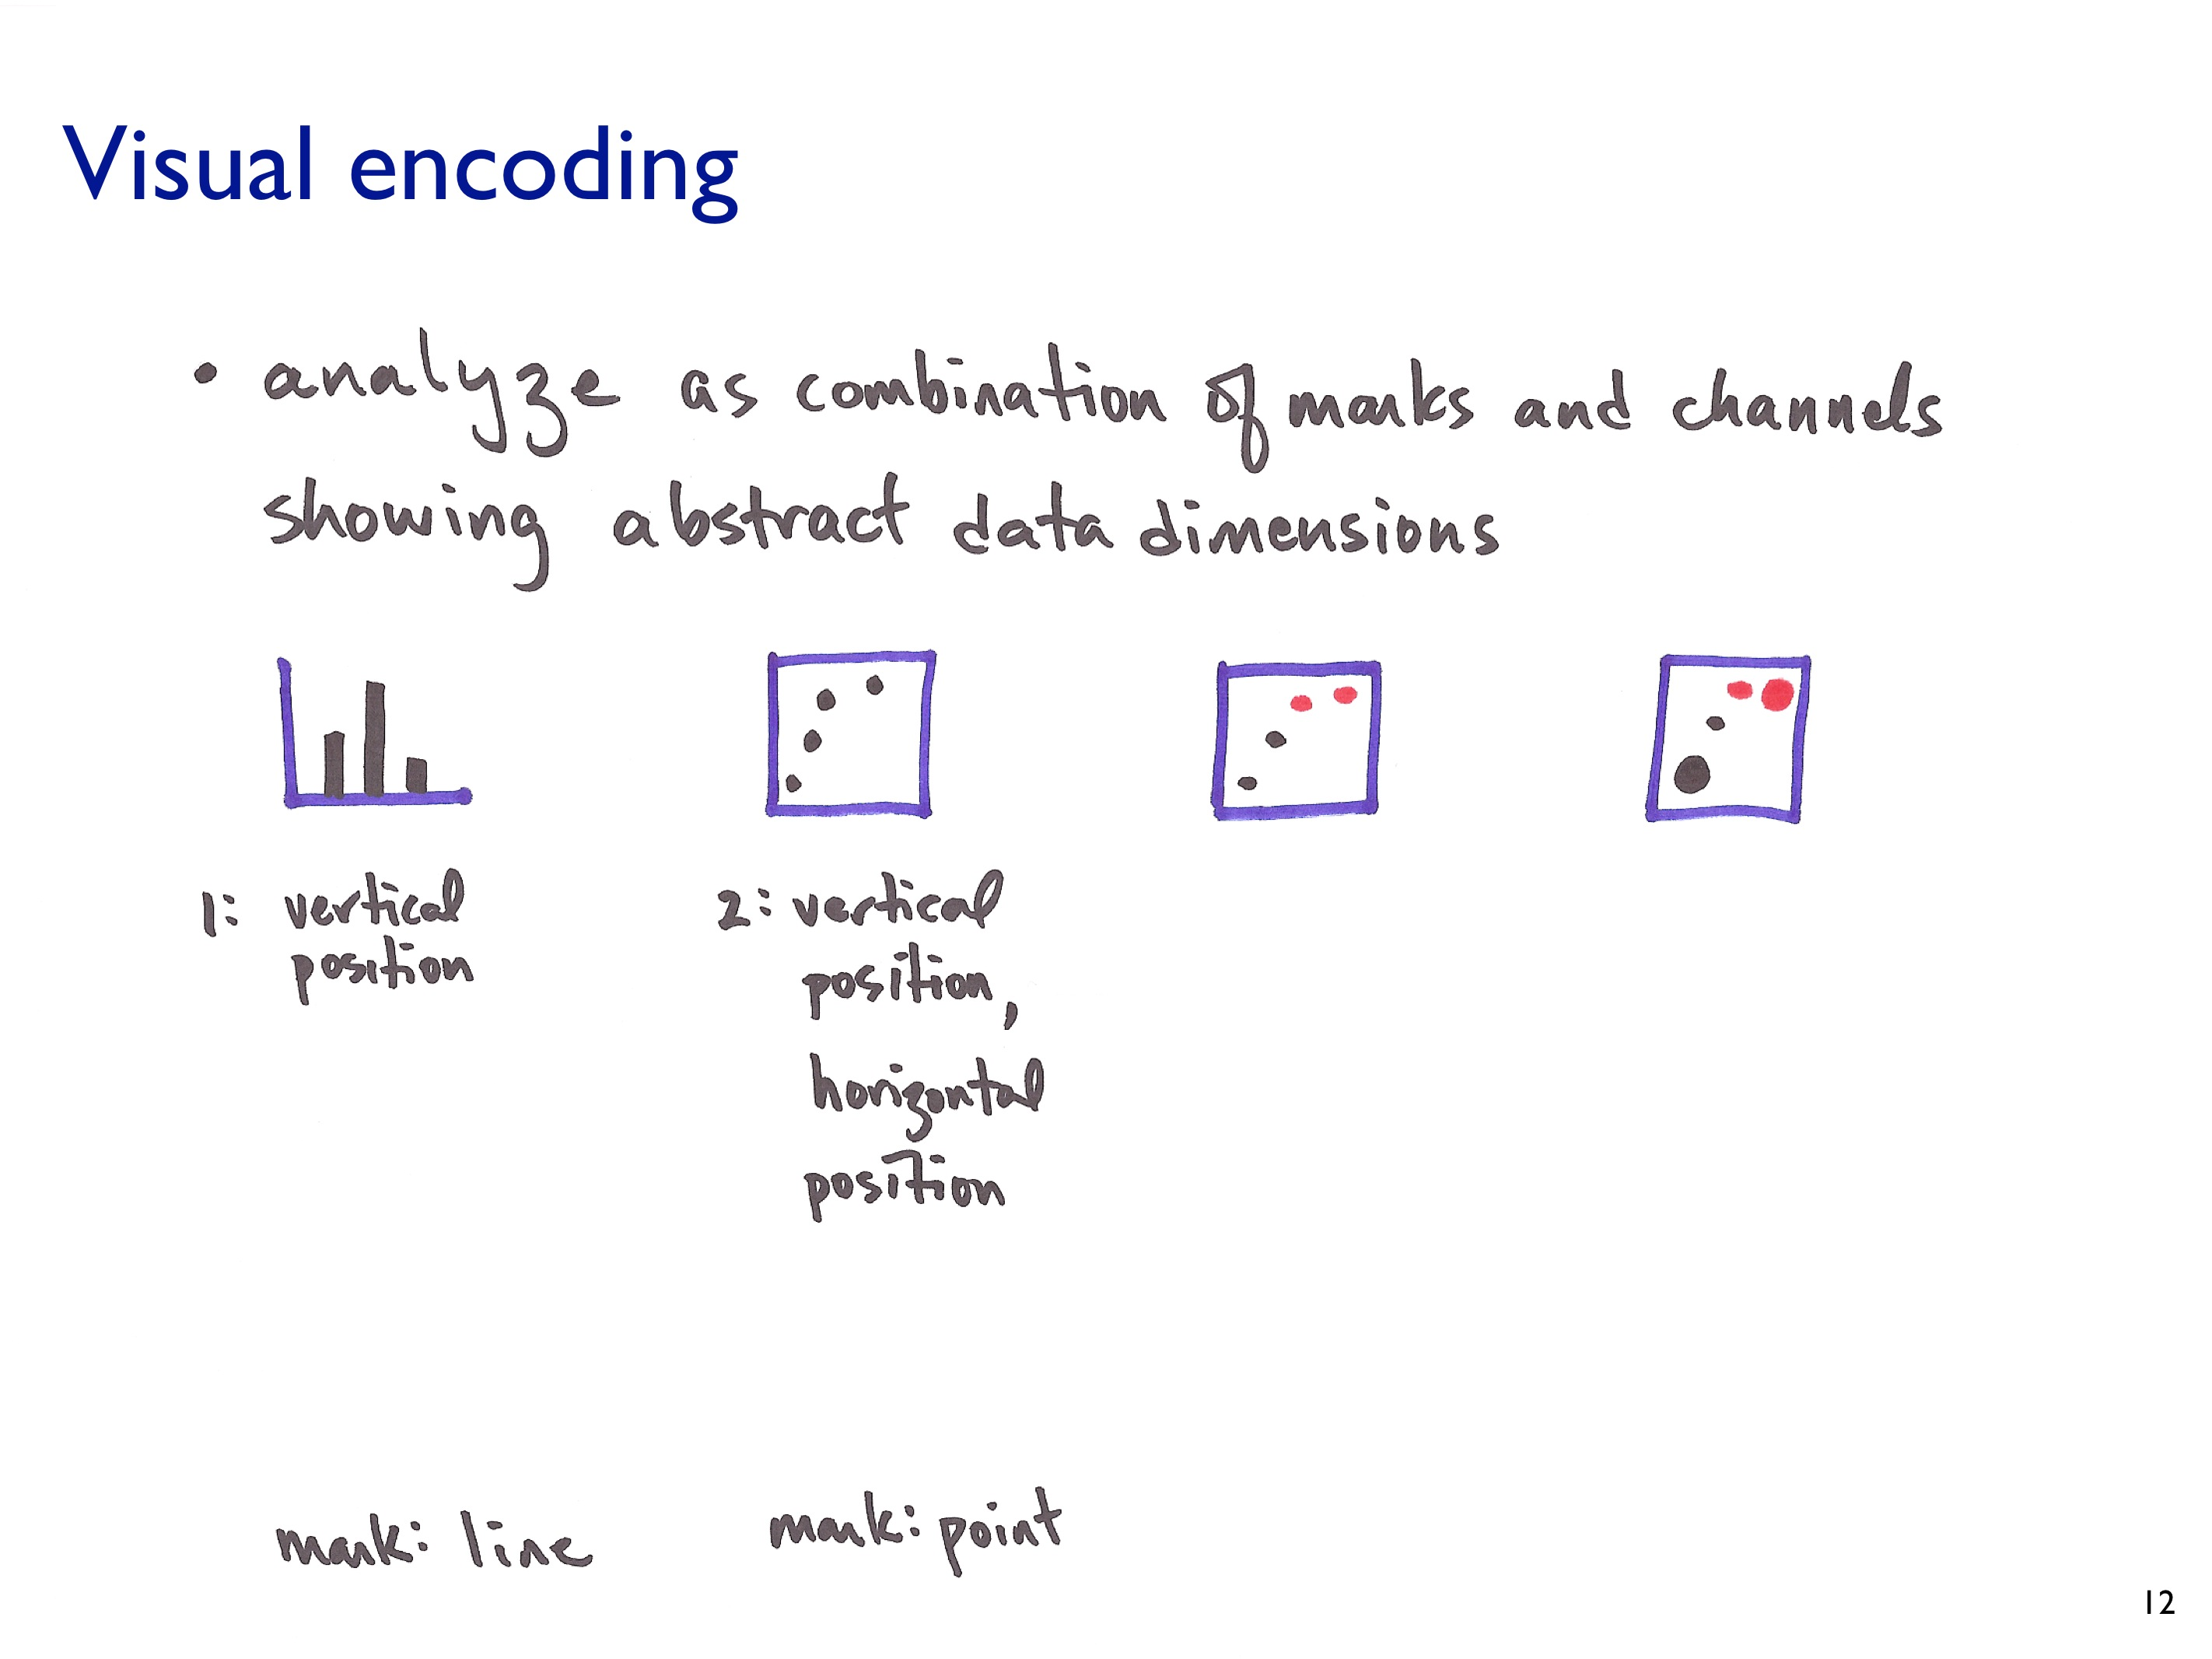 Visual encoding
• analyze as combination of marks and channels
showing abstract data dimensions
1: vertical
position
2: vertical
position,
horizontal
position
mark: line
mark: point
12